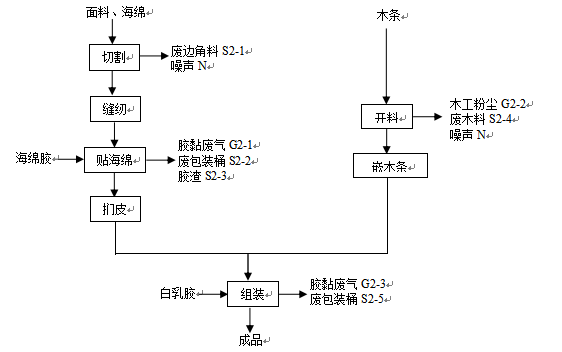 面料、海绵
木条
切割
废边角料 S2-1
噪声 N
缝纫
开料
木工粉尘 G2-2
废木料 S2-4
噪声 N
海绵胶
贴海绵
胶黏废气 G2-1
废包装桶 S2-2
胶渣 S2-3
嵌木条
扪皮
白乳胶
组装
胶黏废气 G2-3
废包装桶 S2-5
成品